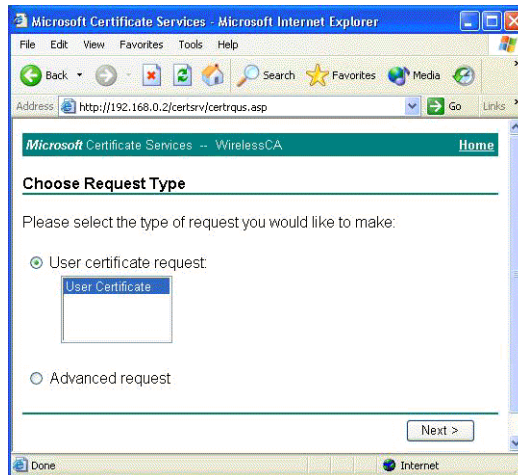 Microsoft Certificate Services - Microsoft Internet Explorer
File Edit View Favorites Tools Help
Back Search Favorites Media
Address http://192.168.0.2/certsrv/certrqus.asp Go Links
Microsoft Certificate Services -- WirelessCA Home
Choose Request Type
Please select the type of request you would like to make:
User certificate request:
User Certificate
Advanced request
Next >
Done Internet